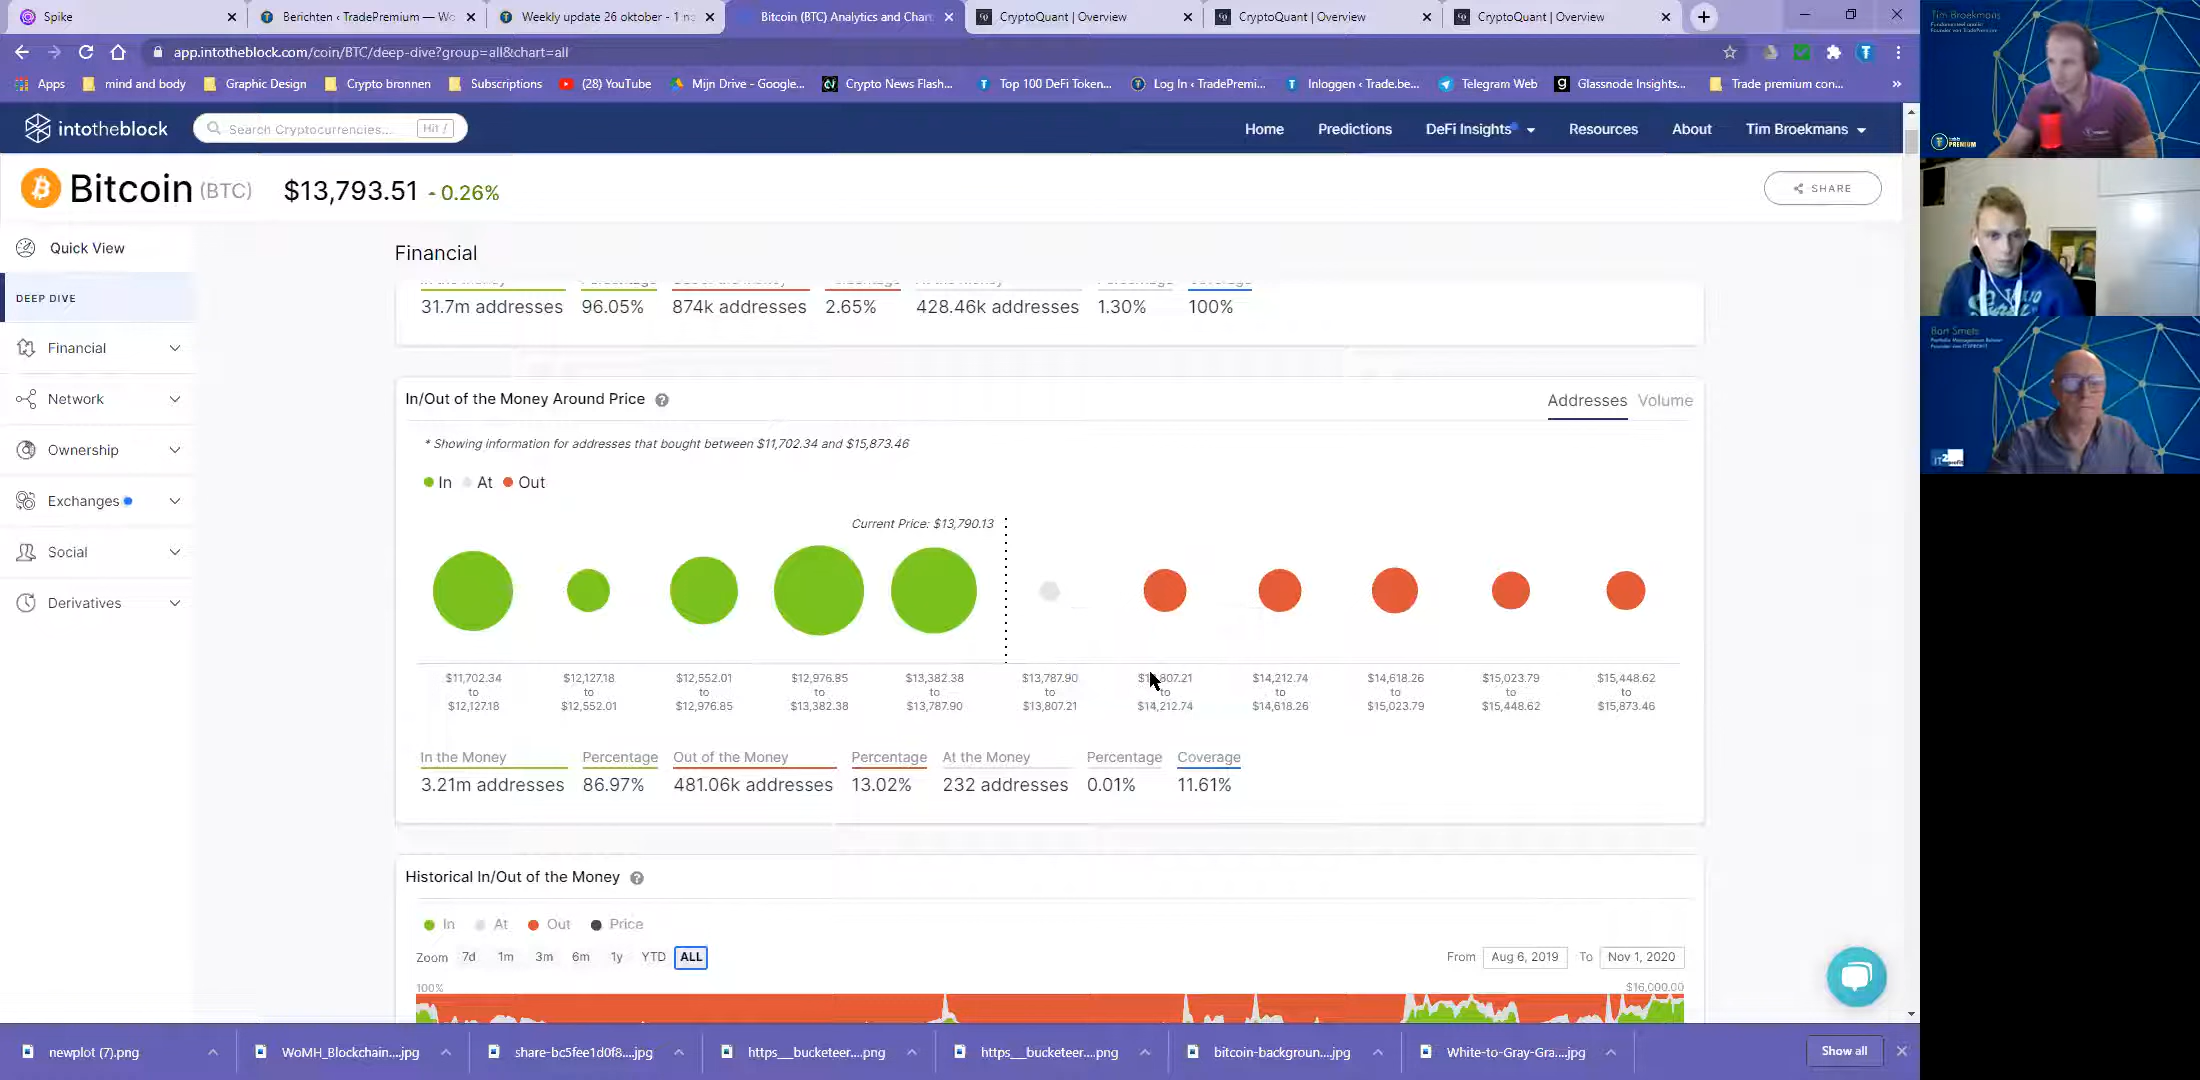 Spike
Berichten ‹ TradePremium — Wo
Weekly update 26 oktober - 1 no
Bitcoin (BTC) Analytics and Char
CryptoQuant | Overview
CryptoQuant | Overview
CryptoQuant | Overview
app.intotheblock.com/coin/BTC/deep-dive?group=all&chart=all
Apps
mind and body
Graphic Design
Crypto bronnen
Subscriptions
(28) YouTube
Mijn Drive - Google...
Crypto News Flash...
Top 100 DeFi Token...
Log In ‹ TradePremi...
Inloggen ‹ Trade.be...
Telegram Web
Glassnode Insights...
Trade premium con...
intotheblock
Search Cryptocurrencies...
Hit /
Home
Predictions
DeFi Insights
Resources
About
Tim Broekmans
Bitcoin (BTC) $13,793.51 0.26%
SHARE
Quick View
DEEP DIVE
Financial
Network
Ownership
Exchanges
Social
Derivatives
Financial
31.7m addresses 96.05% 874k addresses 2.65% 428.46k addresses 1.30% 100%
In/Out of the Money Around Price
Addresses Volume
* Showing information for addresses that bought between $11,702.34 and $15,873.46
In At Out
Current Price: $13,790.13
$11,702.34 to $12,127.18
$12,127.18 to $12,552.01
$12,552.01 to $12,976.85
$12,976.85 to $13,382.38
$13,382.38 to $13,787.90
$13,787.90 to $13,807.21
to $14,212.74
$14,212.74 to $14,618.26
$14,618.26 to $15,023.79
$15,023.79 to $15,448.62
$15,448.62 to $15,873.46
In the Money Percentage Out of the Money Percentage At the Money Percentage Coverage
3.21m addresses 86.97% 481.06k addresses 13.02% 232 addresses 0.01% 11.61%
Historical In/Out of the Money
In At Out Price
Zoom 7d 1m 3m 6m 1y YTD ALL
From Aug 6, 2019 To Nov 1, 2020
100%
$16,000.00
newplot (7).png
WoMH_Blockchain....jpg
share-bc5fee1d0f8....jpg
https__bucketeer....png
https__bucketeer....png
bitcoin-backgroun....jpg
White-to-Gray-Gra....jpg
Show all
Tim Broekmans
PREMIUM
Bart Smets